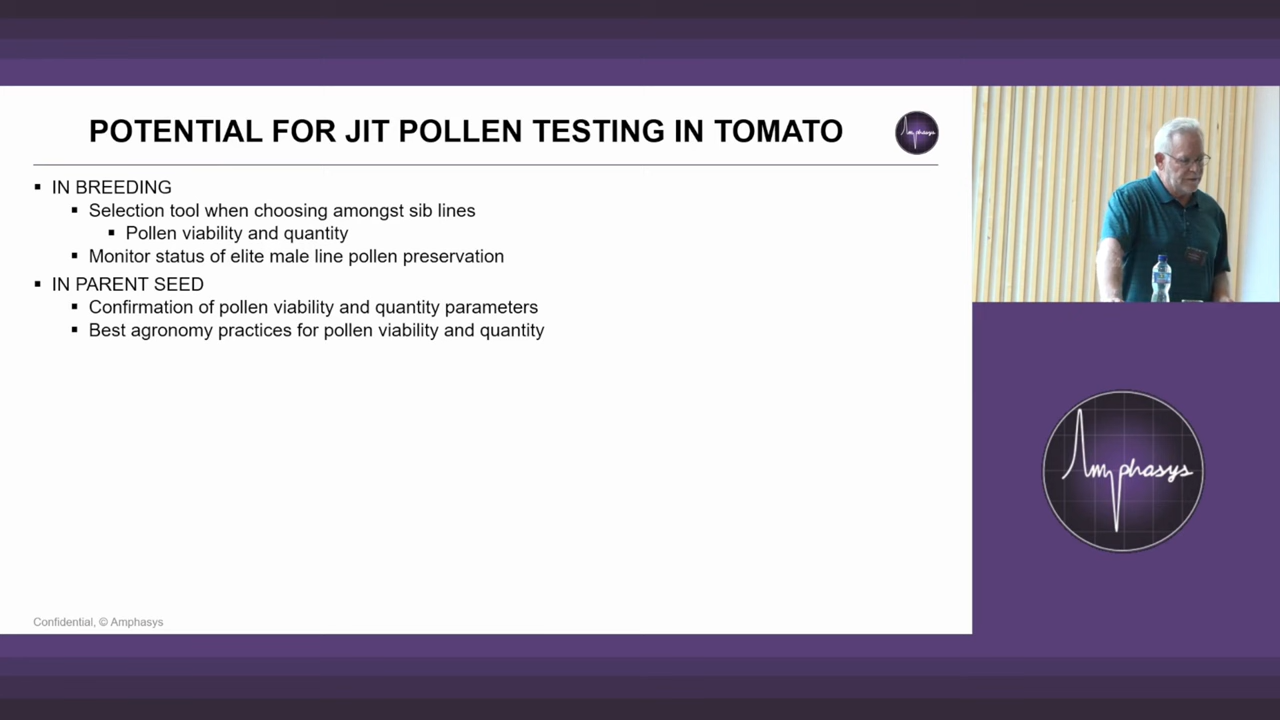 POTENTIAL FOR JIT POLLEN TESTING IN TOMATO
Amphasys
▪ IN BREEDING
▪ Selection tool when choosing amongst sib lines
▪ Pollen viability and quantity
▪ Monitor status of elite male line pollen preservation
▪ IN PARENT SEED
▪ Confirmation of pollen viability and quantity parameters
▪ Best agronomy practices for pollen viability and quantity
Confidential, © Amphasys
Amphasys